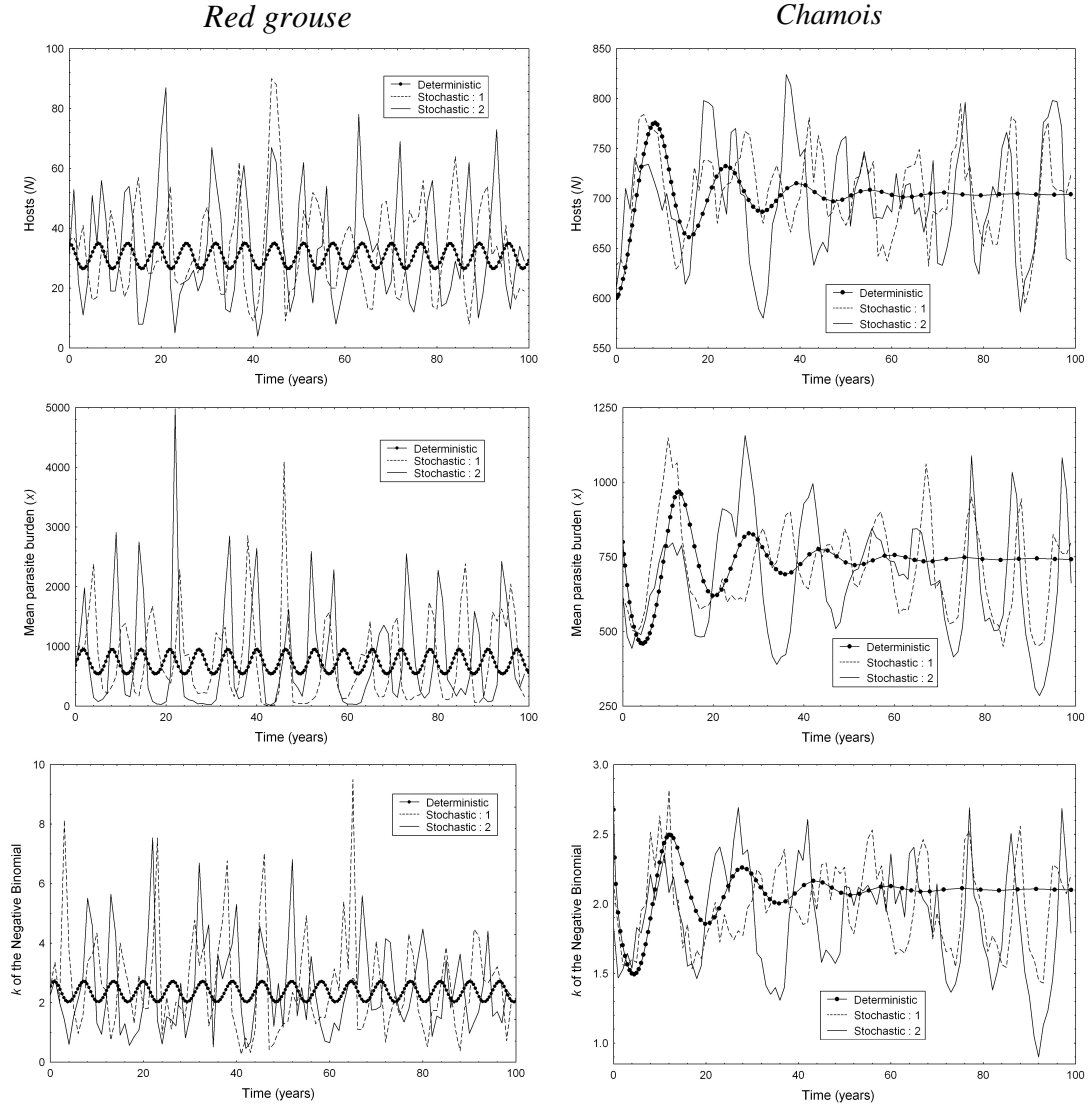 Red grouse
Chamois
100
80
60
40
20
0
Hosts (N)
Deterministic
Stochastic : 1
Stochastic : 2
0 20 40 60 80 100
Time (years)
850
800
750
700
650
600
550
Hosts (N)
Deterministic
Stochastic : 1
Stochastic : 2
0 20 40 60 80 100
Time (years)
5000
4000
3000
2000
1000
0
Mean parasite burden (x)
Deterministic
Stochastic : 1
Stochastic : 2
0 20 40 60 80 100
Time (years)
1250
1000
750
500
250
Mean parasite burden (x)
Deterministic
Stochastic : 1
Stochastic : 2
0 20 40 60 80 100
Time (years)
10
8
6
4
2
0
k of the Negative Binomial
Deterministic
Stochastic : 1
Stochastic : 2
0 20 40 60 80 100
Time (years)
3.0
2.5
2.0
1.5
1.0
k of the Negative Binomial
Deterministic
Stochastic : 1
Stochastic : 2
0 20 40 60 80 100
Time (years)